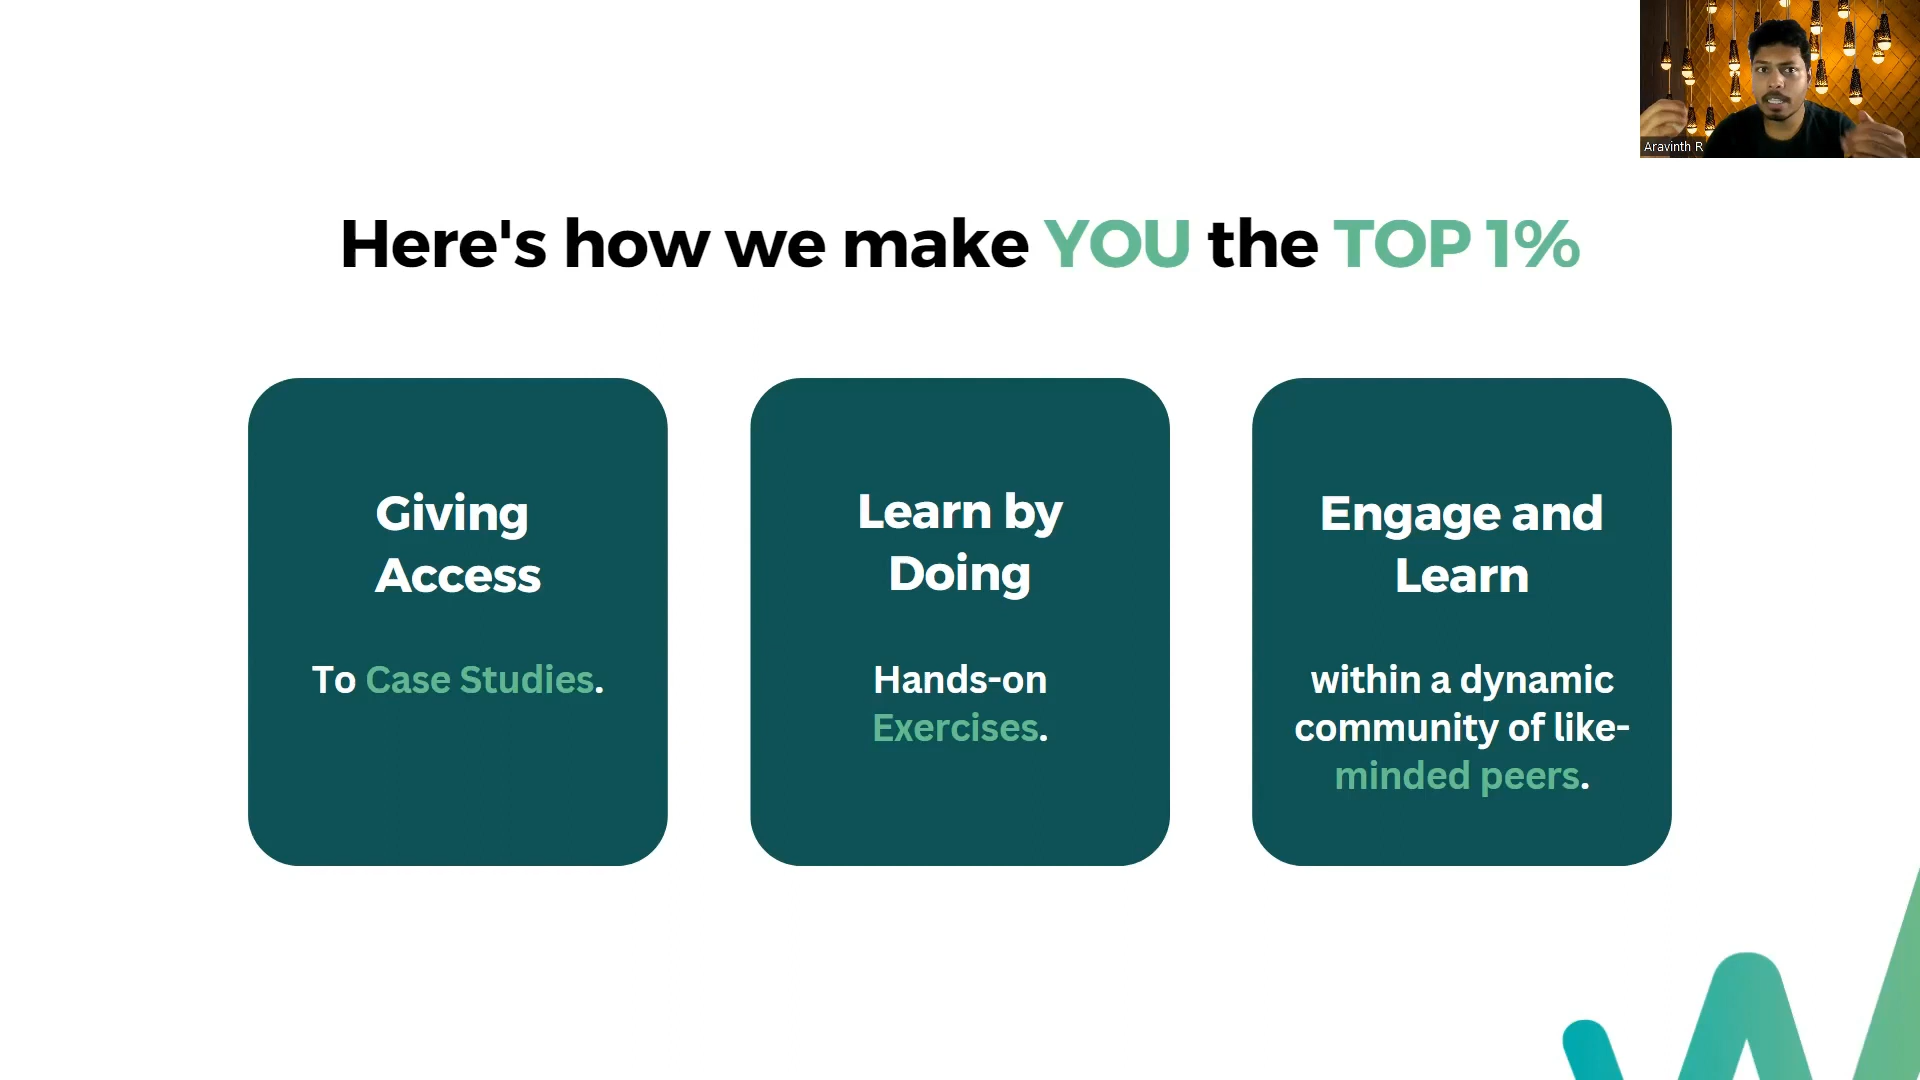 Aravinth R
Here's how we make YOU the TOP 1%
Giving
Access
To Case Studies.
Learn by
Doing
Hands-on
Exercises.
Engage and
Learn
within a dynamic
community of like-
minded peers.